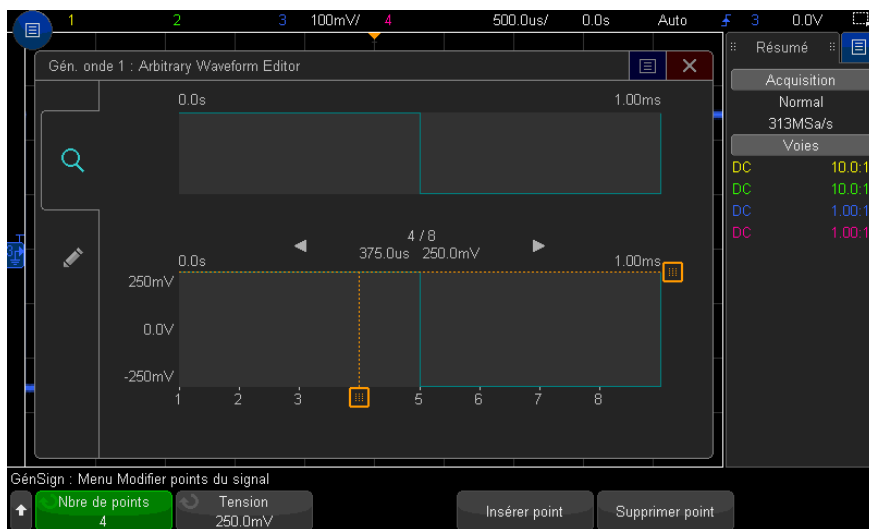 1 2 3 100mV/ 4 500.0us/ 0.0s Auto 3 0.0V
Gén. onde 1 : Arbitrary Waveform Editor
0.0s 1.00ms
4 / 8
375.0us 250.0mV
0.0s 1.00ms
250mV
0.0V
-250mV
1 2 3 5 6 7 8
Résumé
Acquisition
Normal
313MSa/s
Voies
DC 10.0:1
DC 10.0:1
DC 1.00:1
DC 1.00:1
GénSign : Menu Modifier points du signal
Nbre de points
4
Tension
250.0mV
Insérer point
Supprimer point